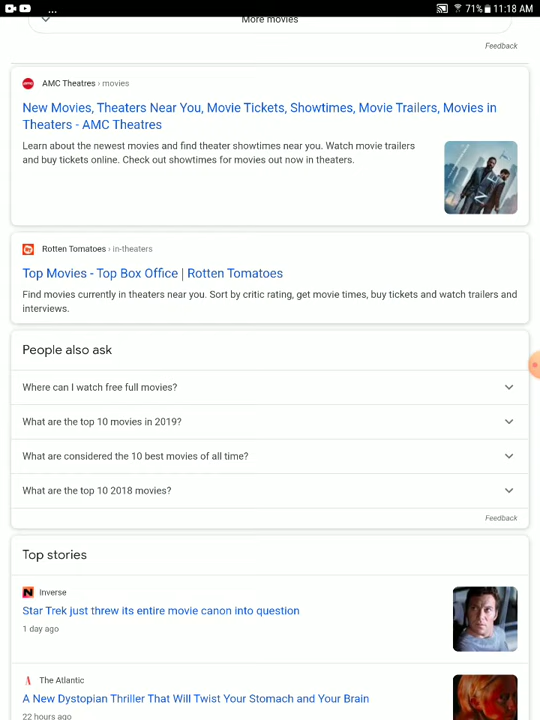 ... 71% 11:18 AM
More movies
Feedback
AMC Theatres › movies
New Movies, Theaters Near You, Movie Tickets, Showtimes, Movie Trailers, Movies in
Theaters - AMC Theatres
Learn about the newest movies and find theater showtimes near you. Watch movie trailers
and buy tickets online. Check out showtimes for movies out now in theaters.
Rotten Tomatoes › in-theaters
Top Movies - Top Box Office | Rotten Tomatoes
Find movies currently in theaters near you. Sort by critic rating, get movie times, buy tickets and watch trailers and
interviews.
People also ask
Where can I watch free full movies?
What are the top 10 movies in 2019?
What are considered the 10 best movies of all time?
What are the top 10 2018 movies?
Feedback
Top stories
N Inverse
Star Trek just threw its entire movie canon into question
1 day ago
A The Atlantic
A New Dystopian Thriller That Will Twist Your Stomach and Your Brain
22 hours ago